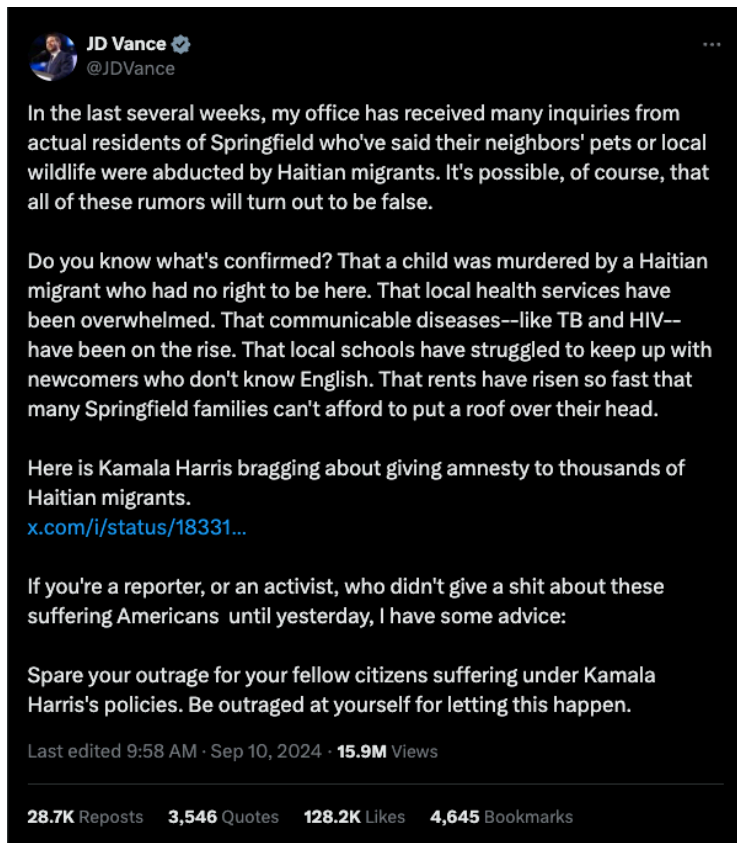 JD Vance
@JDVance
In the last several weeks, my office has received many inquiries from
actual residents of Springfield who've said their neighbors' pets or local
wildlife were abducted by Haitian migrants. It's possible, of course, that
all of these rumors will turn out to be false.
Do you know what's confirmed? That a child was murdered by a Haitian
migrant who had no right to be here. That local health services have
been overwhelmed. That communicable diseases--like TB and HIV--
have been on the rise. That local schools have struggled to keep up with
newcomers who don't know English. That rents have risen so fast that
many Springfield families can't afford to put a roof over their head.
Here is Kamala Harris bragging about giving amnesty to thousands of
Haitian migrants.
x.com/i/status/18331...
If you're a reporter, or an activist, who didn't give a shit about these
suffering Americans  until yesterday, I have some advice:
Spare your outrage for your fellow citizens suffering under Kamala
Harris's policies. Be outraged at yourself for letting this happen.
Last edited 9:58 AM · Sep 10, 2024 · 15.9M Views
28.7K Reposts 3,546 Quotes 128.2K Likes 4,645 Bookmarks